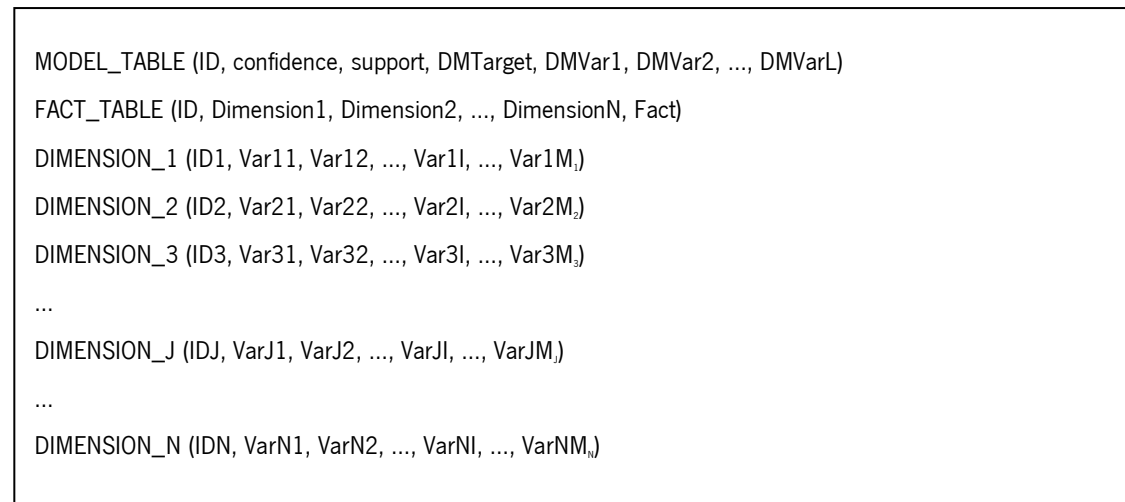 MODEL_TABLE (ID, confidence, support, DMTarget, DMVar1, DMVar2, ..., DMVarL)
FACT_TABLE (ID, Dimension1, Dimension2, ..., DimensionN, Fact)
DIMENSION_1 (ID1, Var11, Var12, ..., Var1I, ..., Var1M₁)
DIMENSION_2 (ID2, Var21, Var22, ..., Var2I, ..., Var2M₂)
DIMENSION_3 (ID3, Var31, Var32, ..., Var3I, ..., Var3M₃)
...
DIMENSION_J (IDJ, VarJ1, VarJ2, ..., VarJI, ..., VarJMJ)
...
DIMENSION_N (IDN, VarN1, VarN2, ..., VarNI, ..., VarNMN)